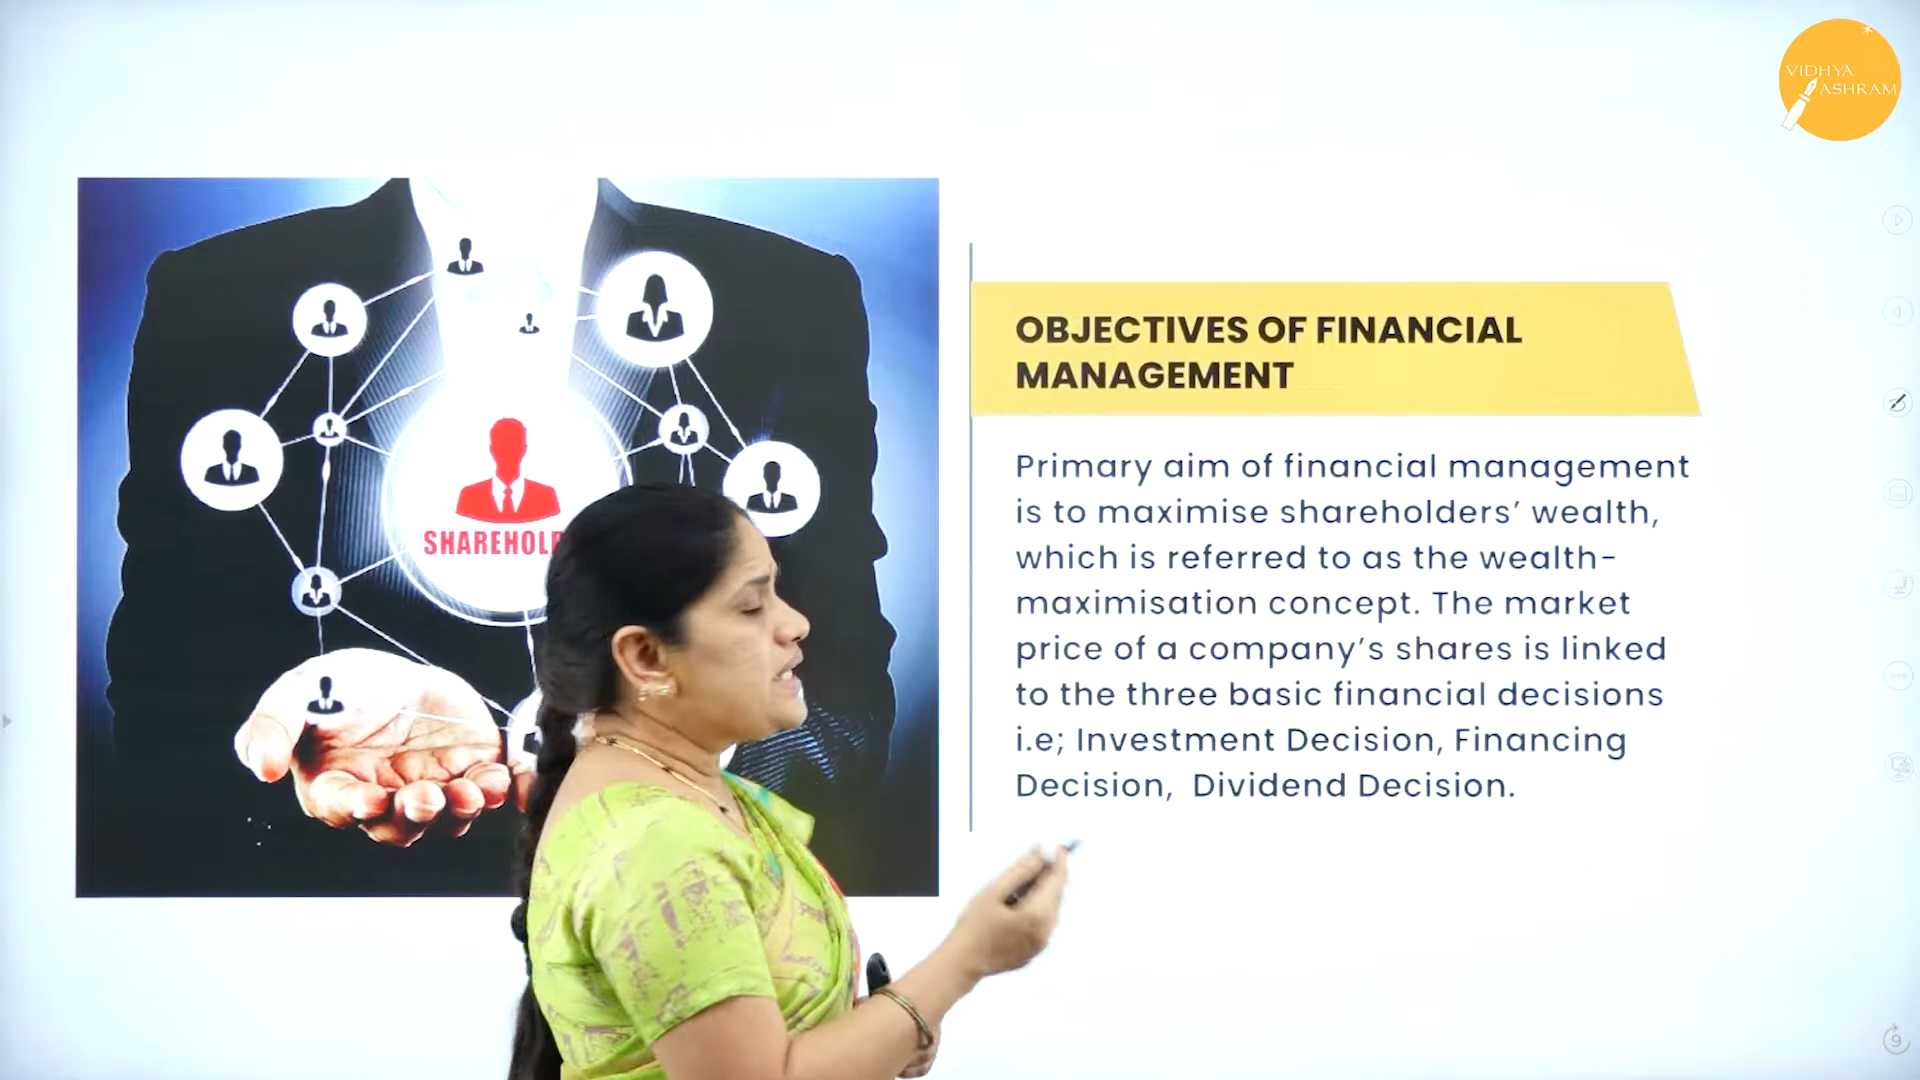 VIDHYA
ASHRAM
OBJECTIVES OF FINANCIAL
MANAGEMENT
Primary aim of financial management
is to maximise shareholders’ wealth,
which is referred to as the wealth-
maximisation concept. The market
price of a company’s shares is linked
to the three basic financial decisions
i.e; Investment Decision, Financing
Decision, Dividend Decision.
9